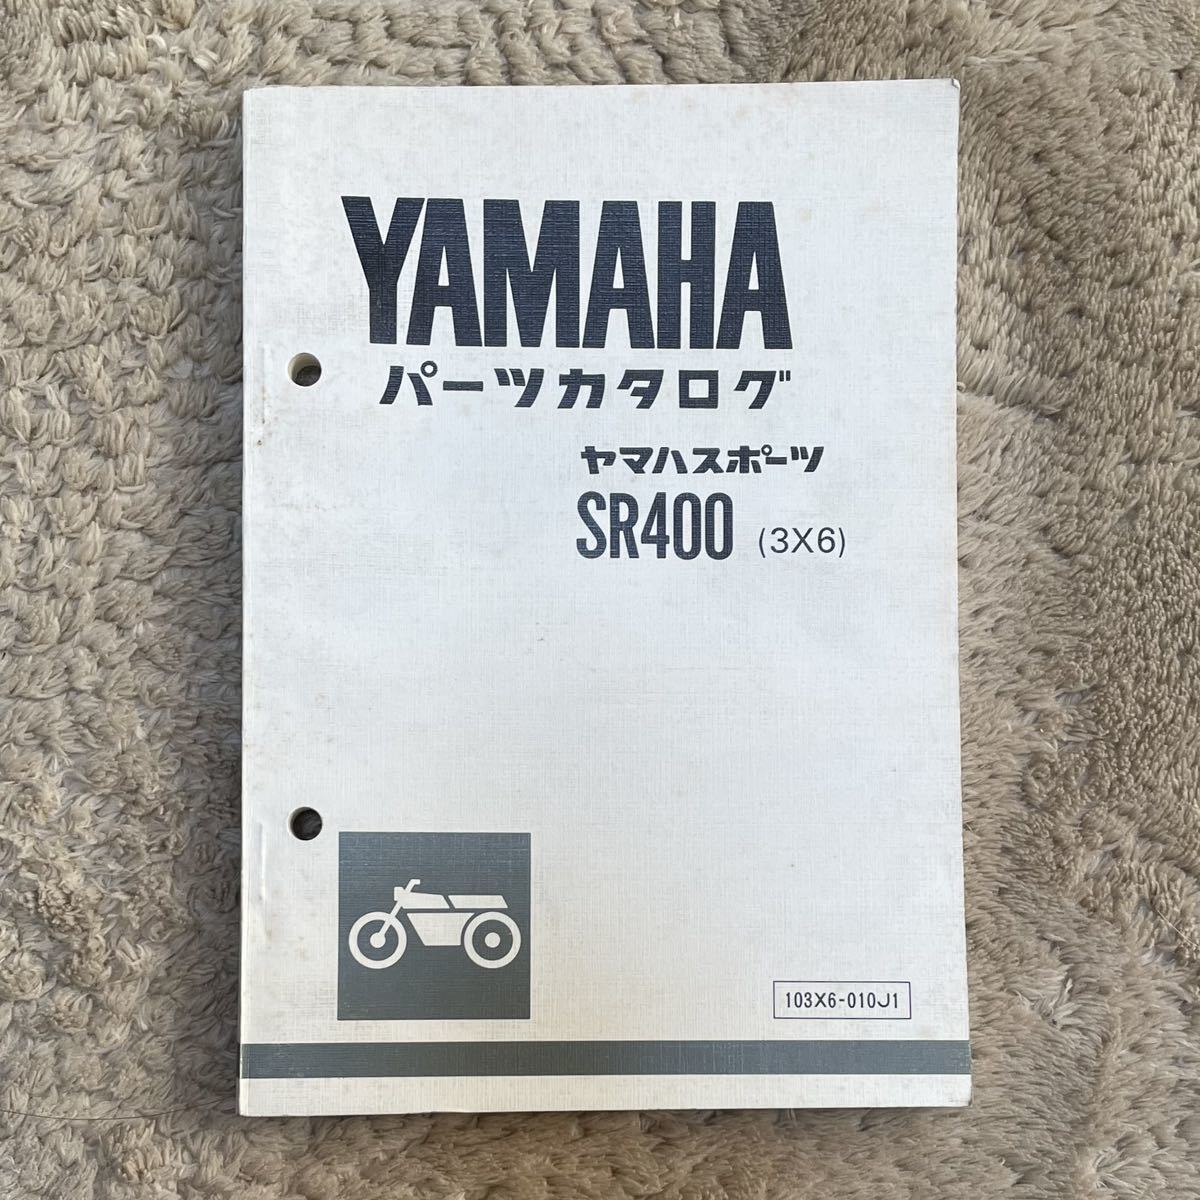 YAMAHA
パーツカタログ
ヤマハスポーツ
SR400 (3X6)
103X6-010J1